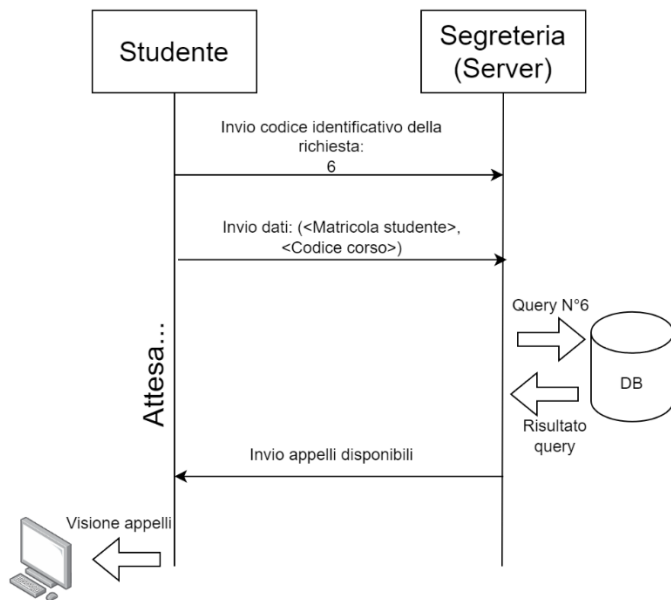 Studente
Segreteria
(Server)
Invio codice identificativo della
richiesta:
6
Invio dati: (<Matricola studente>,
<Codice corso>)
Query N°6
Attesa...
DB
Risultato
query
Invio appelli disponibili
Visione appelli